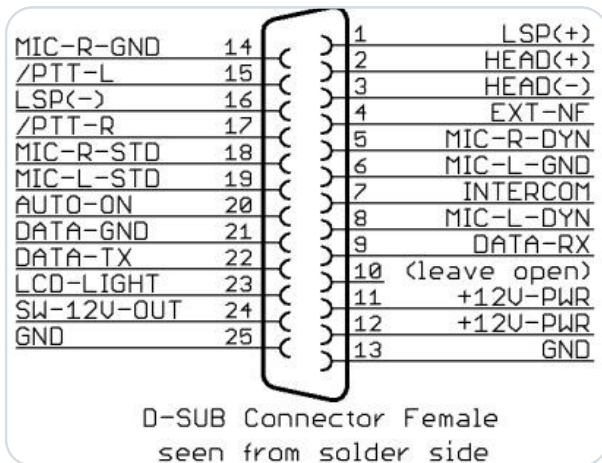 MIC-R-GND 14
/PTT-L 15
LSP(-) 16
/PTT-R 17
MIC-R-STD 18
MIC-L-STD 19
AUTO-ON 20
DATA-GND 21
DATA-TX 22
LCD-LIGHT 23
SW-12V-OUT 24
GND 25
1 LSP(+)
2 HEAD(+)
3 HEAD(-)
4 EXT-NF
5 MIC-R-DYN
6 MIC-L-GND
7 INTERCOM
8 MIC-L-DYN
9 DATA-RX
10 (leave open)
11 +12V-PWR
12 +12V-PWR
13 GND
D-SUB Connector Female
seen from solder side